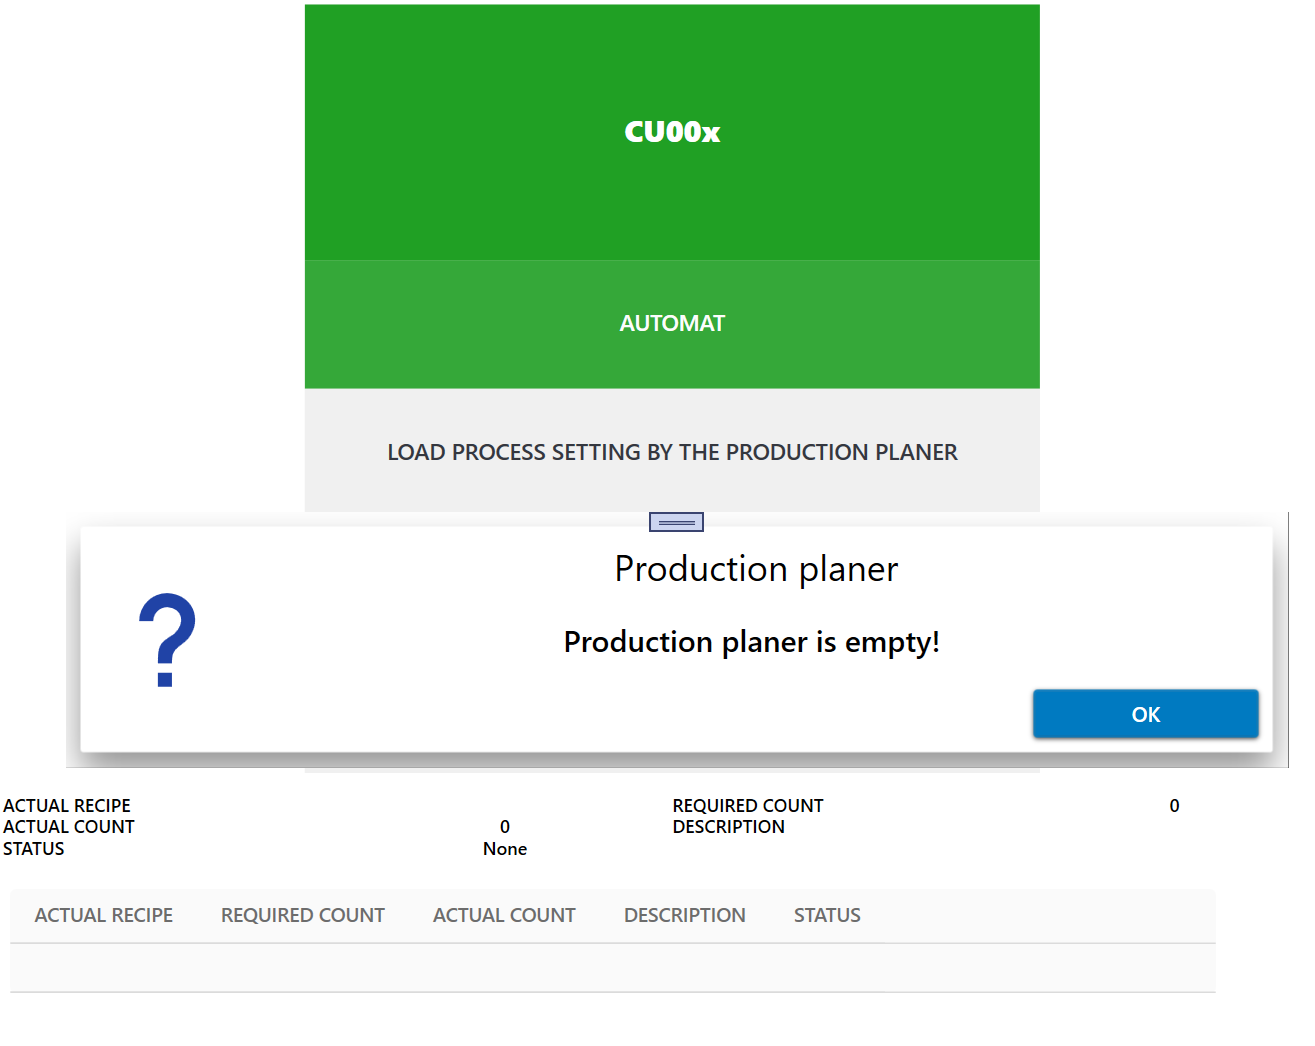 CU00x
AUTOMAT
LOAD PROCESS SETTING BY THE PRODUCTION PLANER
Production planer
Production planer is empty!
OK
ACTUAL RECIPE
REQUIRED COUNT 0
ACTUAL COUNT 0
DESCRIPTION
STATUS None
ACTUAL RECIPE REQUIRED COUNT ACTUAL COUNT DESCRIPTION STATUS